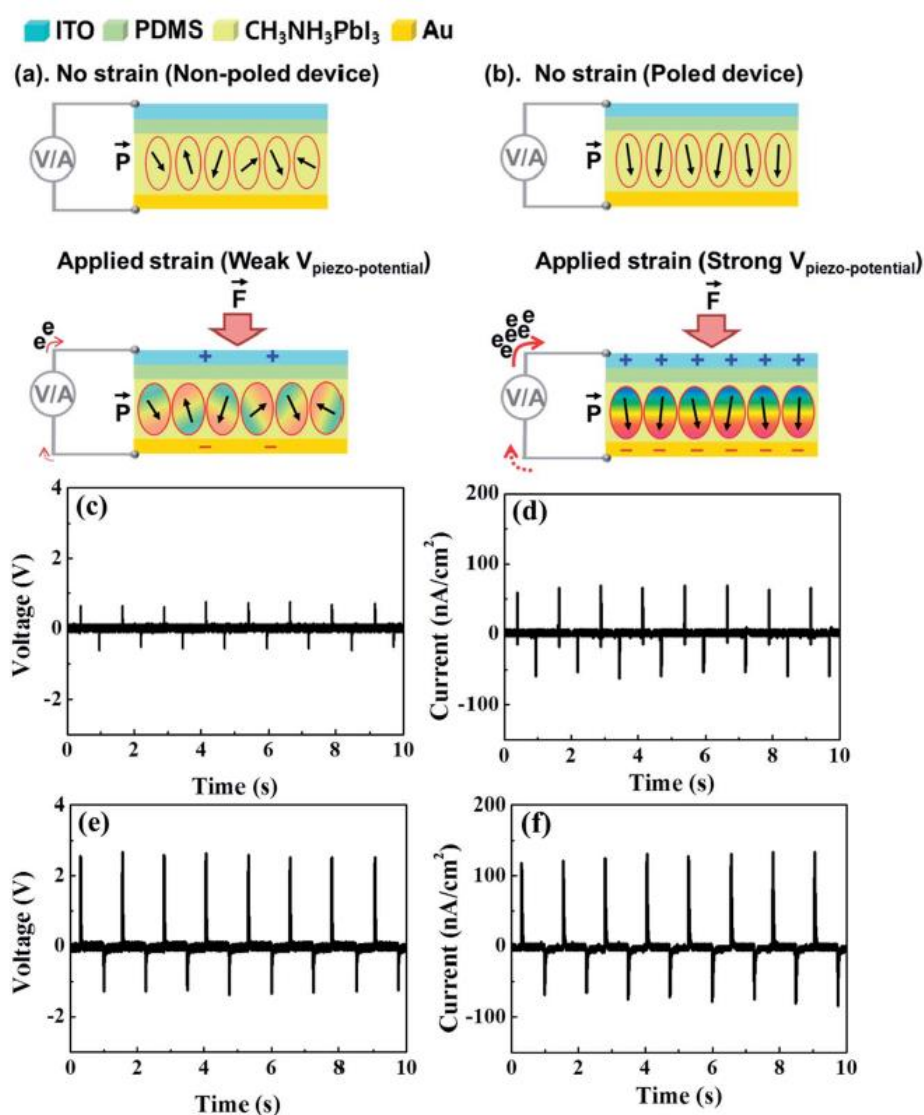 ITO PDMS CH₃NH₃PbI₃ Au
(a). No strain (Non-poled device)
V/A
P
Applied strain (Weak V piezo-potential)
F
e e
+ +
V/A
P
– –
(b). No strain (Poled device)
V/A
P
Applied strain (Strong V piezo-potential)
F
e e e e e e
+ + + + + +
V/A
P
– – – – – –
(c)
Voltage (V)
4
2
0
-2
0 2 4 6 8 10
Time (s)
(d)
Current (nA/cm²)
200
100
0
-100
0 2 4 6 8 10
Time (s)
(e)
Voltage (V)
4
2
0
-2
0 2 4 6 8 10
Time (s)
(f)
Current (nA/cm²)
200
100
0
-100
0 2 4 6 8 10
Time (s)